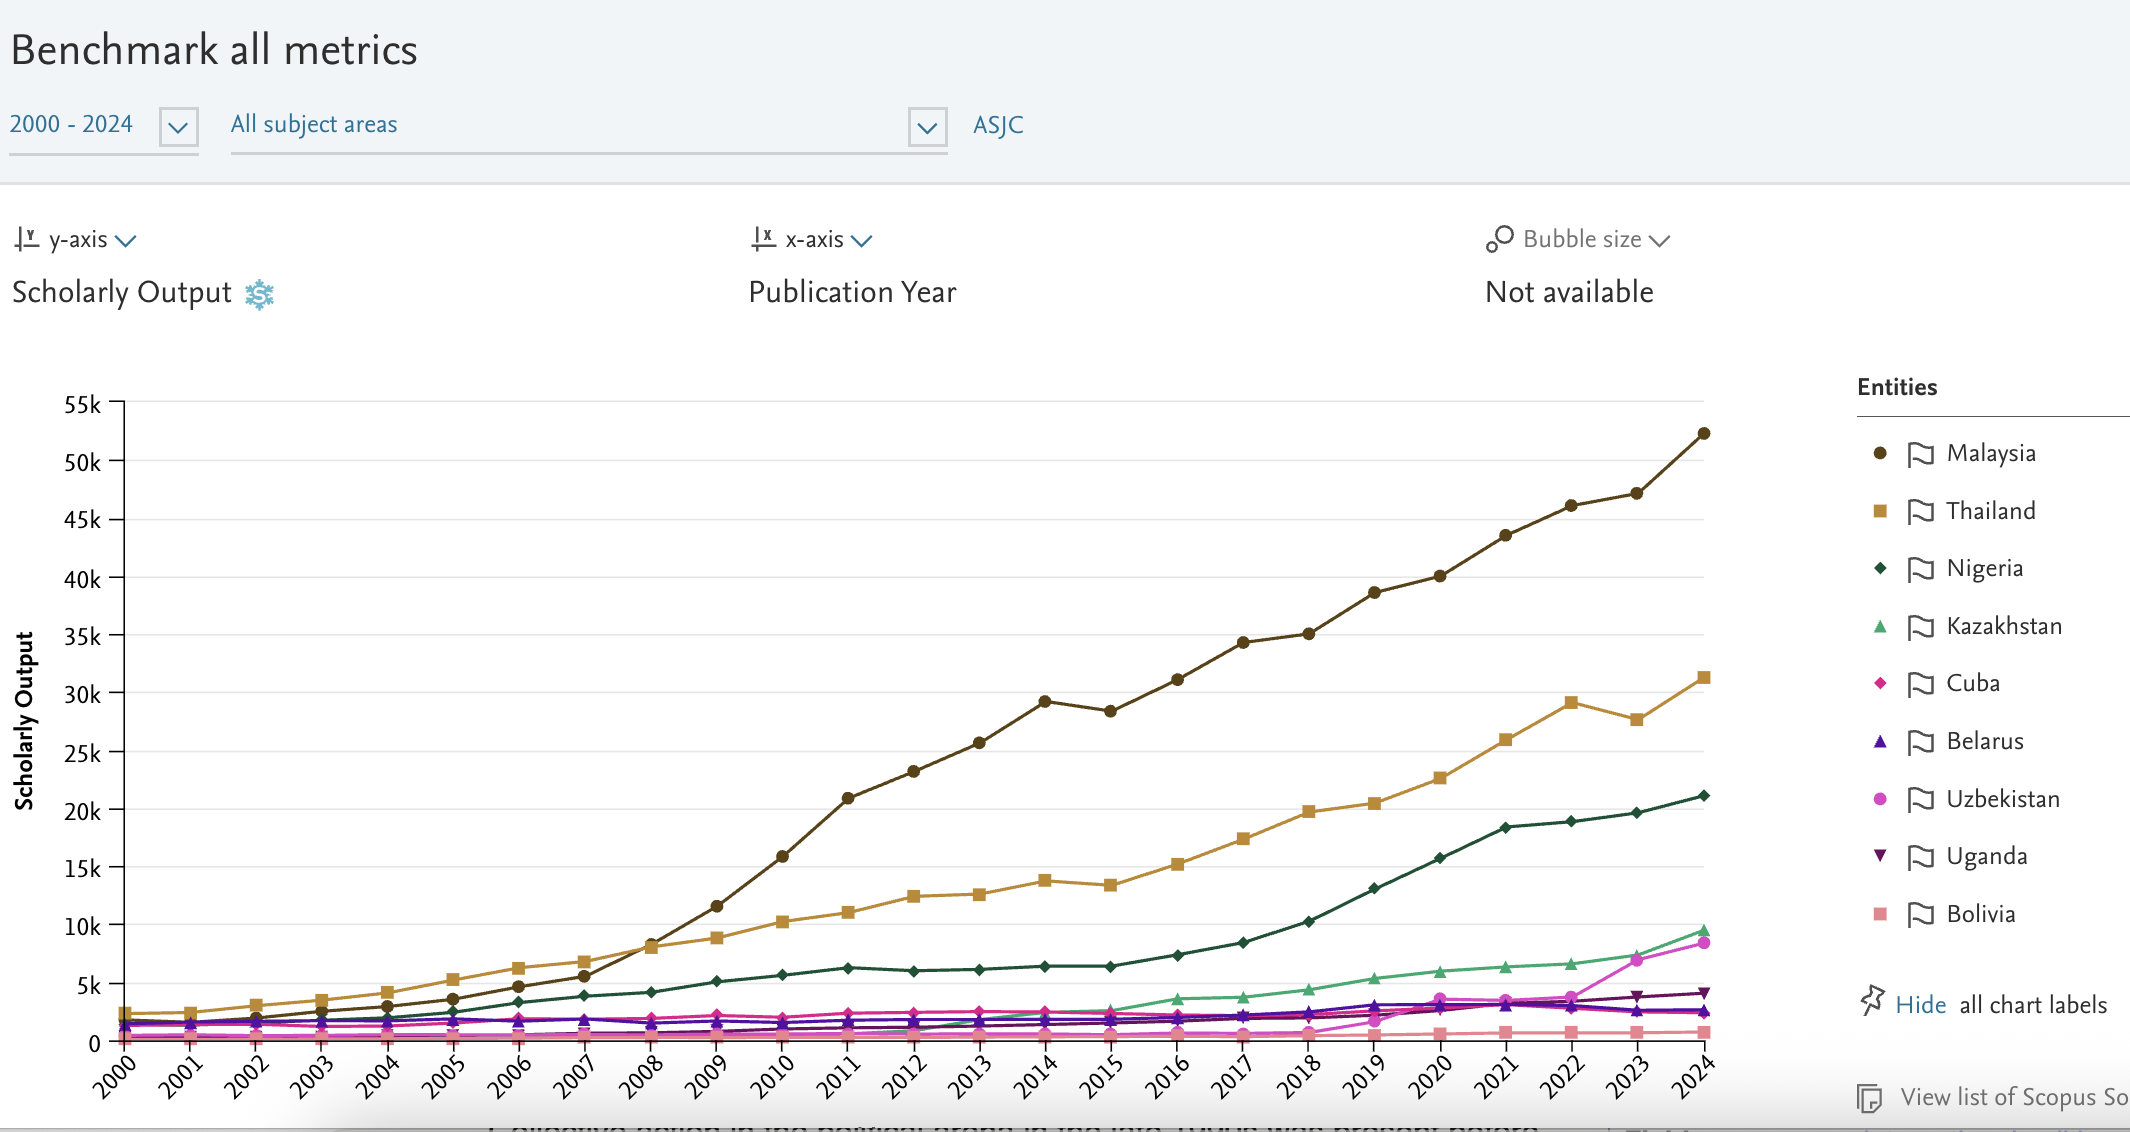 Benchmark all metrics
2000 - 2024 All subject areas ASJC
y-axis x-axis Bubble size
Scholarly Output Publication Year Not available
Entities
Malaysia
Thailand
Nigeria
Kazakhstan
Cuba
Belarus
Uzbekistan
Uganda
Bolivia
Hide all chart labels
View list of Scopus So
Scholarly Output
55k
50k
45k
40k
35k
30k
25k
20k
15k
10k
5k
0
2000 2001 2002 2003 2004 2005 2006 2007 2008 2009 2010 2011 2012 2013 2014 2015 2016 2017 2018 2019 2020 2021 2022 2023 2024